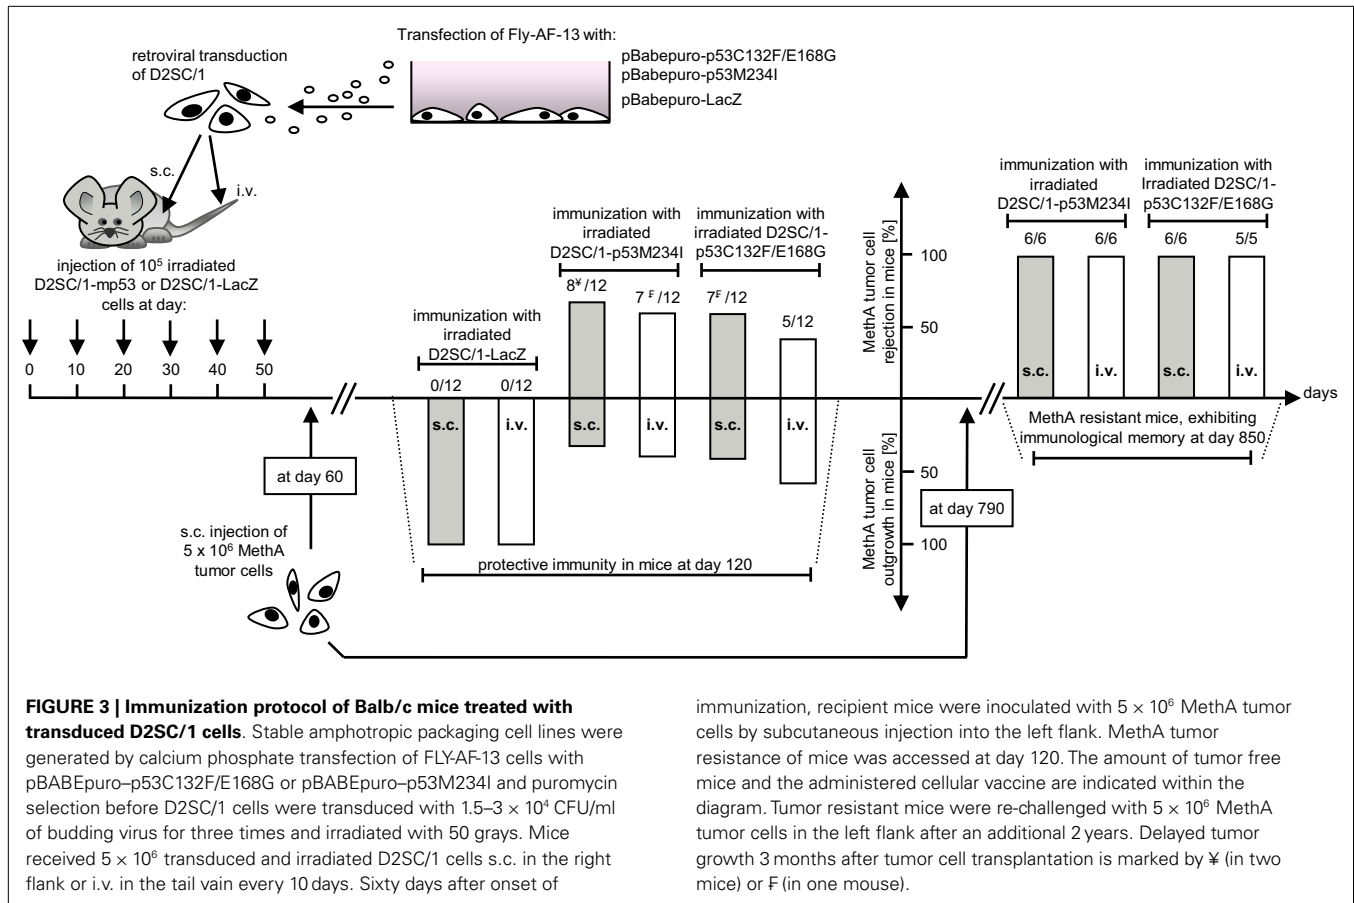 Transfection of Fly-AF-13 with:
pBabepuro-p53C132F/E168G
pBabepuro-p53M234I
pBabepuro-LacZ
retroviral transduction
of D2SC/1
s.c.
i.v.
injection of 10⁵ irradiated
D2SC/1-mp53 or D2SC/1-LacZ
cells at day:
0 10 20 30 40 50
at day 60
s.c. injection of
5 x 10⁶ MethA
tumor cells
immunization with
irradiated
D2SC/1-LacZ
0/12 0/12
s.c. i.v.
immunization with
irradiated
D2SC/1-p53M234I
8¥/12 7₣/12
s.c. i.v.
immunization with
irradiated D2SC/1-
p53C132F/E168G
7₣/12 5/12
s.c. i.v.
protective immunity in mice at day 120
MethA tumor cell
rejection in mice [%]
100
50
MethA tumor cell
outgrowth in mice [%]
50
100
at day 790
immunization with
irradiated
D2SC/1-p53M234I
6/6 6/6
s.c. i.v.
immunization with
Irradiated D2SC/1-
p53C132F/E168G
6/6 5/5
s.c. i.v.
days
MethA resistant mice, exhibiting
immunological memory at day 850
FIGURE 3 | Immunization protocol of Balb/c mice treated with
transduced D2SC/1 cells. Stable amphotropic packaging cell lines were
generated by calcium phosphate transfection of FLY-AF-13 cells with
pBABEpuro–p53C132F/E168G or pBABEpuro–p53M234I and puromycin
selection before D2SC/1 cells were transduced with 1.5–3 × 10⁴ CFU/ml
of budding virus for three times and irradiated with 50 grays. Mice
received 5 × 10⁶ transduced and irradiated D2SC/1 cells s.c. in the right
flank or i.v. in the tail vain every 10 days. Sixty days after onset of
immunization, recipient mice were inoculated with 5 × 10⁶ MethA tumor
cells by subcutaneous injection into the left flank. MethA tumor
resistance of mice was accessed at day 120. The amount of tumor free
mice and the administered cellular vaccine are indicated within the
diagram. Tumor resistant mice were re-challenged with 5 × 10⁶ MethA
tumor cells in the left flank after an additional 2 years. Delayed tumor
growth 3 months after tumor cell transplantation is marked by ¥ (in two
mice) or ₣ (in one mouse).